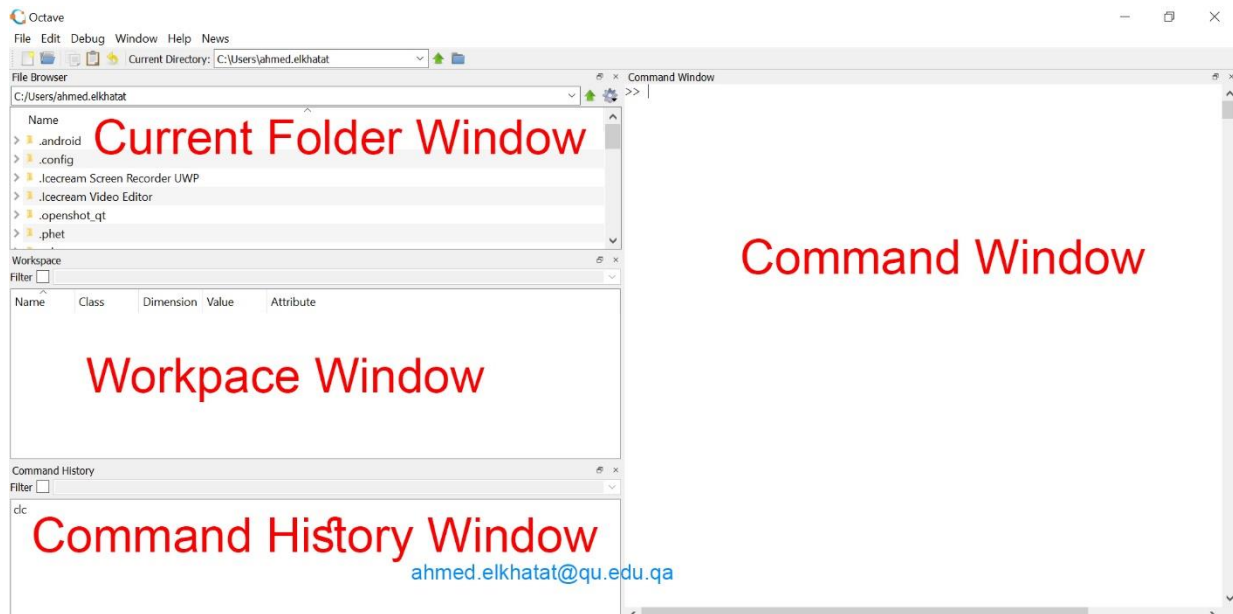 Octave
File Edit Debug Window Help News
Current Directory: C:\Users\ahmed.elkhatat
File Browser
C:/Users/ahmed.elkhatat
Name
.android
.config
.Icecream Screen Recorder UWP
.Icecream Video Editor
.openshot_qt
.phet
Current Folder Window
Workspace
Filter
Name Class Dimension Value Attribute
Workpace Window
Command History
Filter
clc
Command History Window
ahmed.elkhatat@qu.edu.qa
Command Window
>>
Command Window